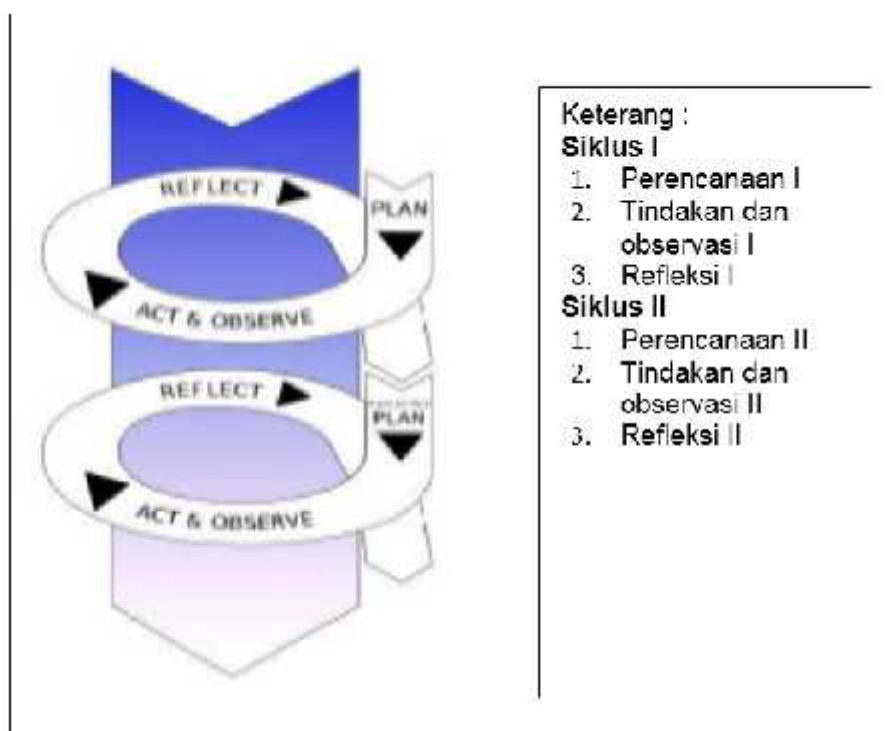 REFLECT
PLAN
ACT & OBSERVE
REFLECT
PLAN
ACT & OBSERVE
Keterang :
Siklus I
1. Perencanaan I
2. Tindakan dan
observasi I
3. Refleksi I
Siklus II
1. Perencanaan II
2. Tindakan dan
observasi II
3. Refleksi II